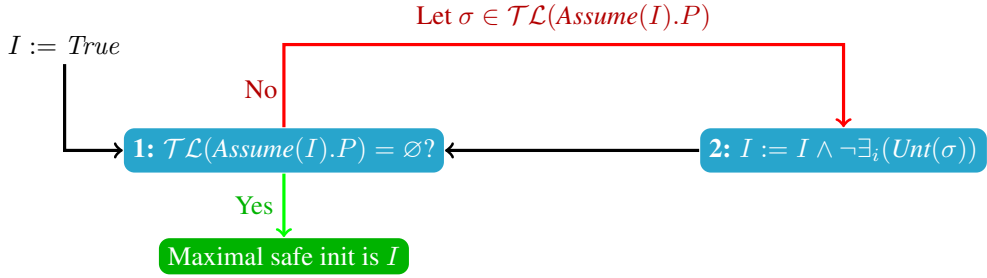 Let σ ∈ 𝒯ℒ(Assume(I).P)
I := True
No
1: 𝒯ℒ(Assume(I).P) = ∅?
2: I := I ∧ ¬∃ᵢ(Unt(σ))
Yes
Maximal safe init is I